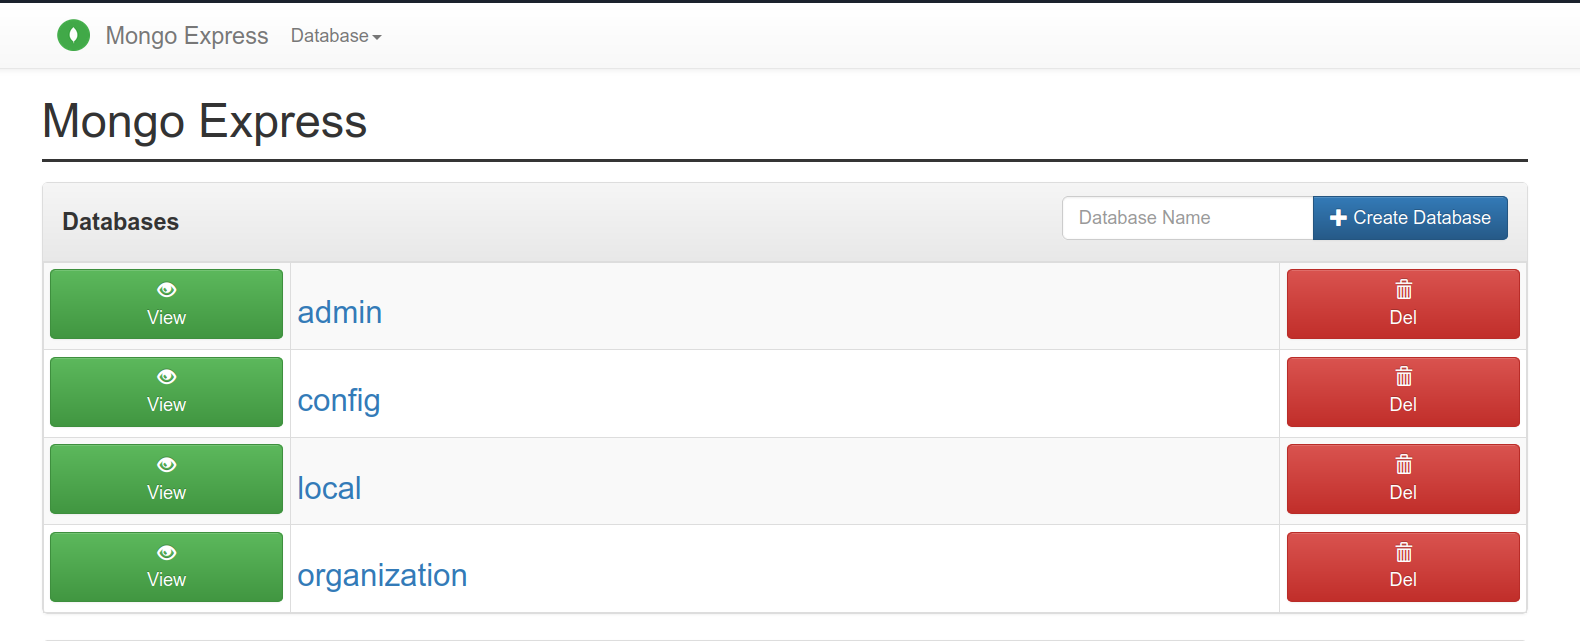 Mongo Express Database
Mongo Express
Databases Database Name Create Database
View admin Del
View config Del
View local Del
View organization Del